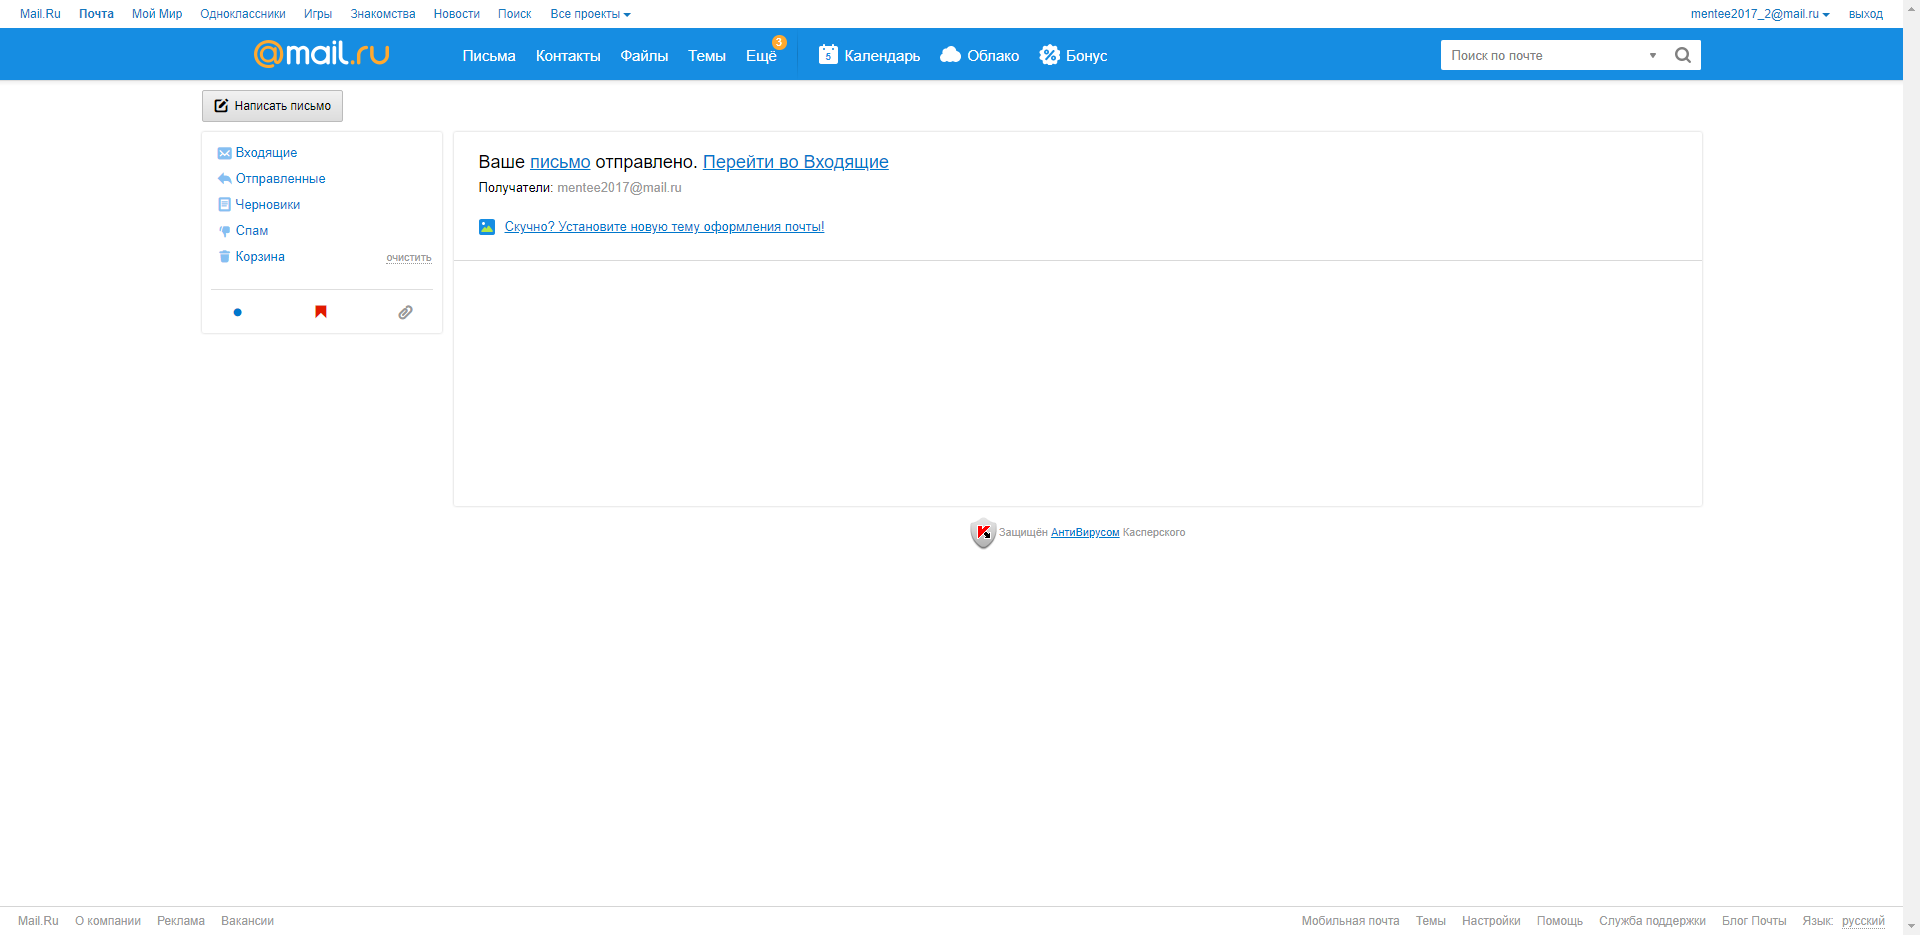 Mail.Ru Почта Мой Мир Одноклассники Игры Знакомства Новости Поиск Все проекты mentee2017_2@mail.ru выход
@mail.ru Письма Контакты Файлы Темы Ещё 3 5 Календарь Облако Бонус Поиск по почте
Написать письмо
Входящие
Отправленные
Черновики
Спам
Корзина очистить
Ваше письмо отправлено. Перейти во Входящие
Получатели: mentee2017@mail.ru
Скучно? Установите новую тему оформления почты!
Защищён АнтиВирусом Касперского
Mail.Ru О компании Реклама Вакансии Мобильная почта Темы Настройки Помощь Служба поддержки Блог Почты Язык: русский